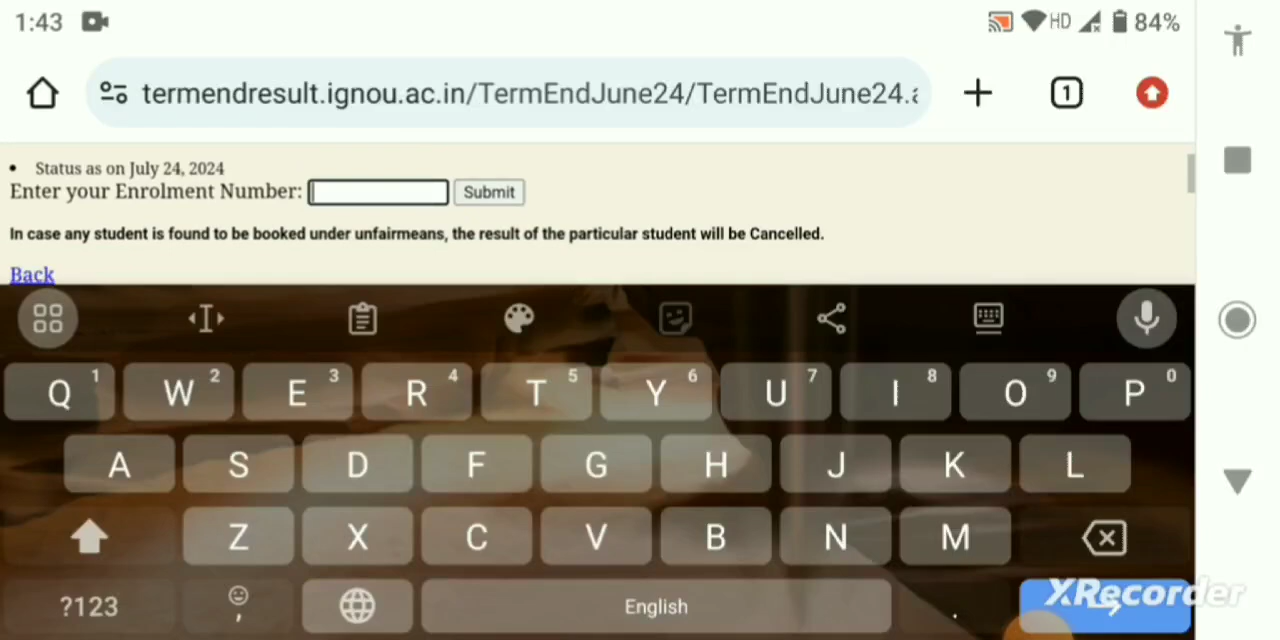 1:43 HD 84%
termendresult.ignou.ac.in/TermEndJune24/TermEndJune24.a 1
• Status as on July 24, 2024
Enter your Enrolment Number: Submit
In case any student is found to be booked under unfairmeans, the result of the particular student will be Cancelled.
Back
Q 1 W 2 E 3 R 4 T 5 Y 6 U 7 I 8 O 9 P 0
A S D F G H J K L
Z X C V B N M
?123 , English .
XRecorder